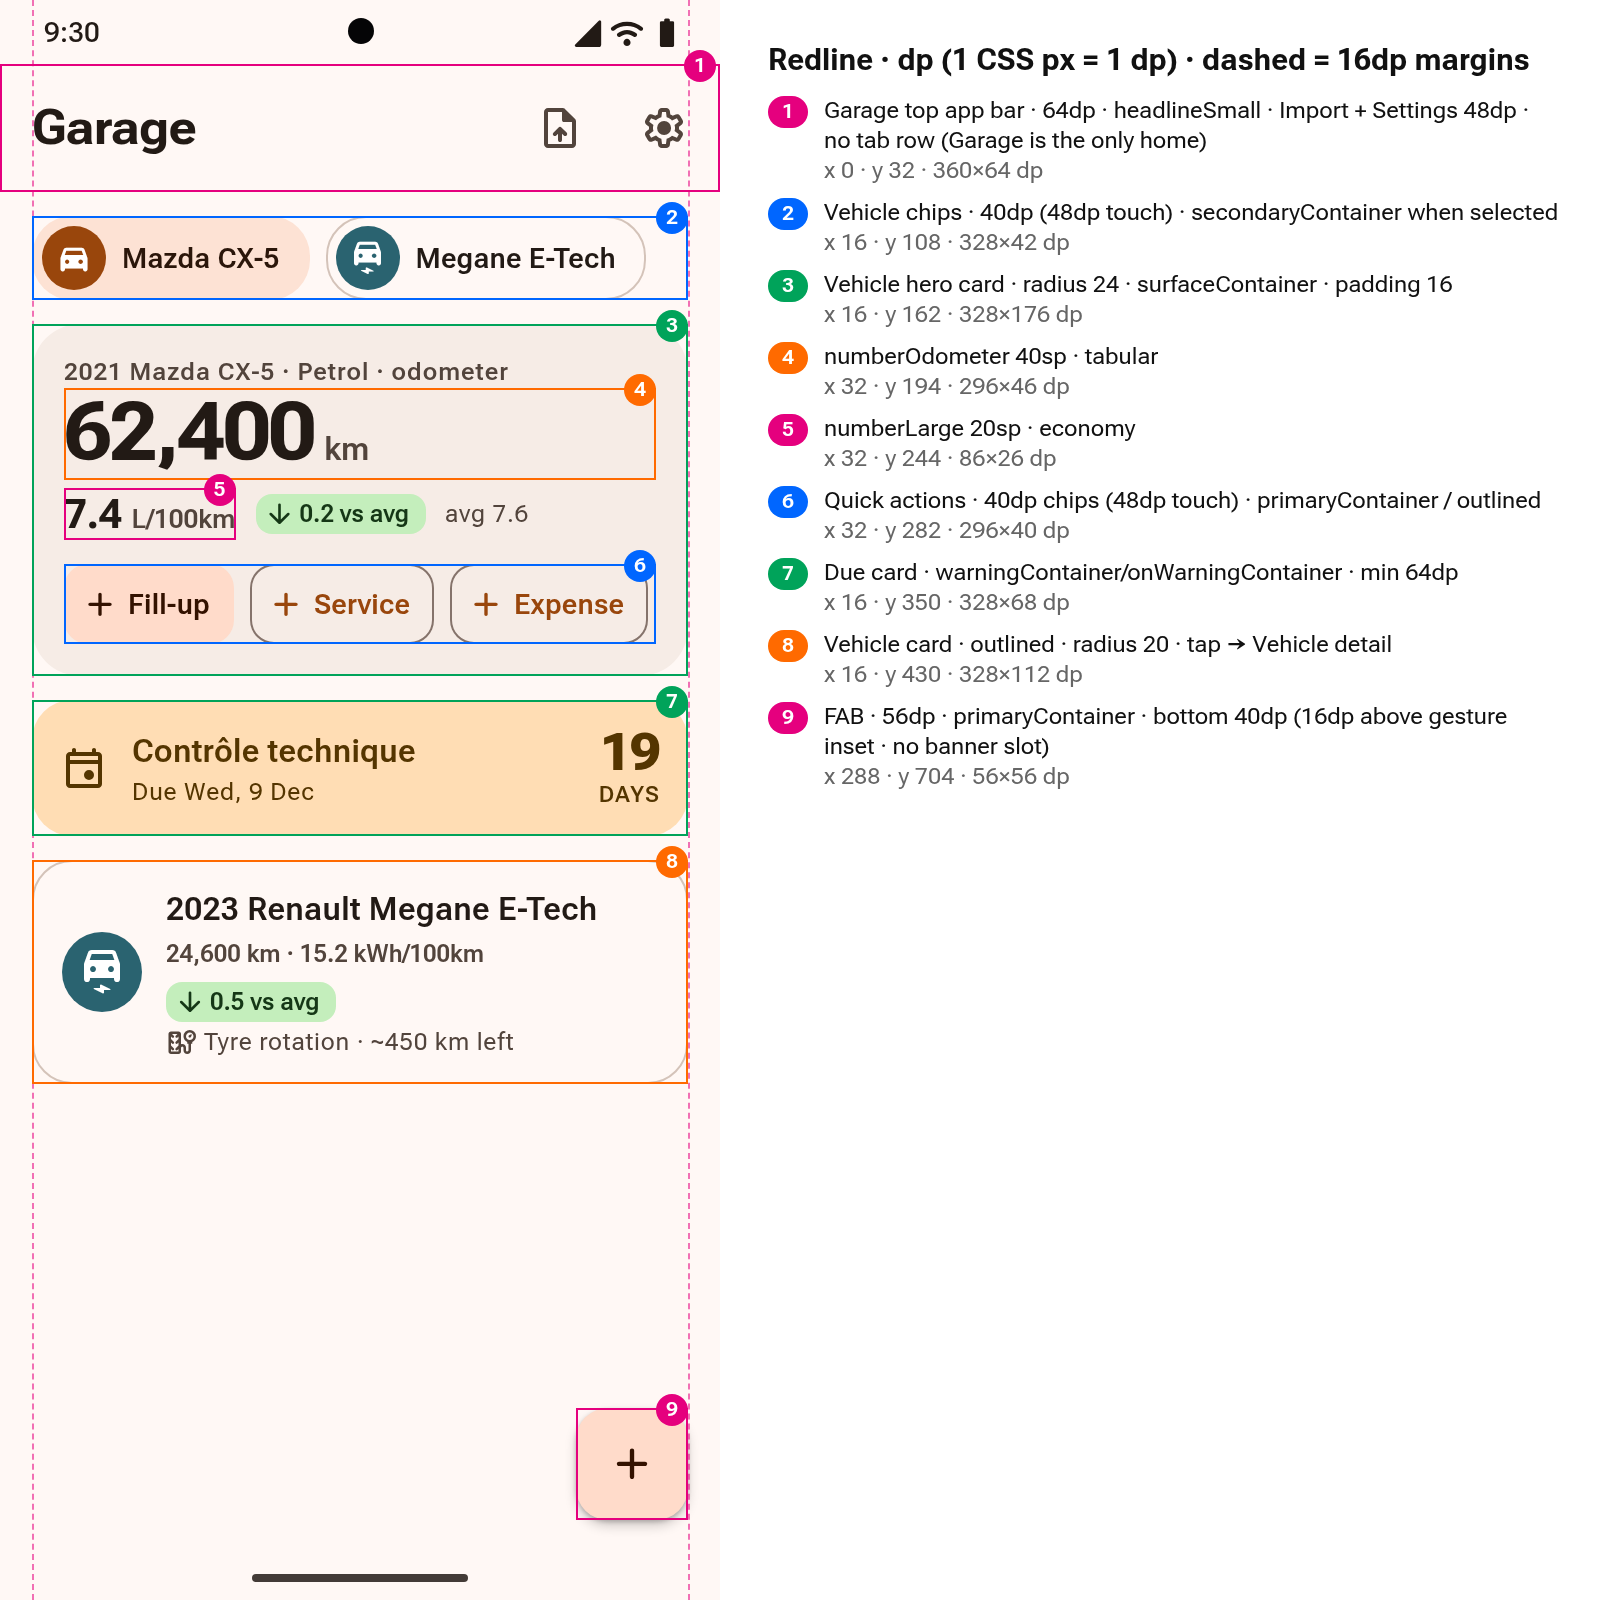 9:30
1
Garage
2
Mazda CX-5
Megane E-Tech
3
2021 Mazda CX-5 · Petrol · odometer
4
62,400 km
5
7.4 L/100km
0.2 vs avg
avg 7.6
6
Fill-up
Service
Expense
7
Contrôle technique
Due Wed, 9 Dec
19
DAYS
8
2023 Renault Megane E-Tech
24,600 km · 15.2 kWh/100km
0.5 vs avg
Tyre rotation · ~450 km left
9
Redline · dp (1 CSS px = 1 dp) · dashed = 16dp margins
1 Garage top app bar · 64dp · headlineSmall · Import + Settings 48dp ·
no tab row (Garage is the only home)
x 0 · y 32 · 360×64 dp
2 Vehicle chips · 40dp (48dp touch) · secondaryContainer when selected
x 16 · y 108 · 328×42 dp
3 Vehicle hero card · radius 24 · surfaceContainer · padding 16
x 16 · y 162 · 328×176 dp
4 numberOdometer 40sp · tabular
x 32 · y 194 · 296×46 dp
5 numberLarge 20sp · economy
x 32 · y 244 · 86×26 dp
6 Quick actions · 40dp chips (48dp touch) · primaryContainer / outlined
x 32 · y 282 · 296×40 dp
7 Due card · warningContainer/onWarningContainer · min 64dp
x 16 · y 350 · 328×68 dp
8 Vehicle card · outlined · radius 20 · tap → Vehicle detail
x 16 · y 430 · 328×112 dp
9 FAB · 56dp · primaryContainer · bottom 40dp (16dp above gesture
inset · no banner slot)
x 288 · y 704 · 56×56 dp